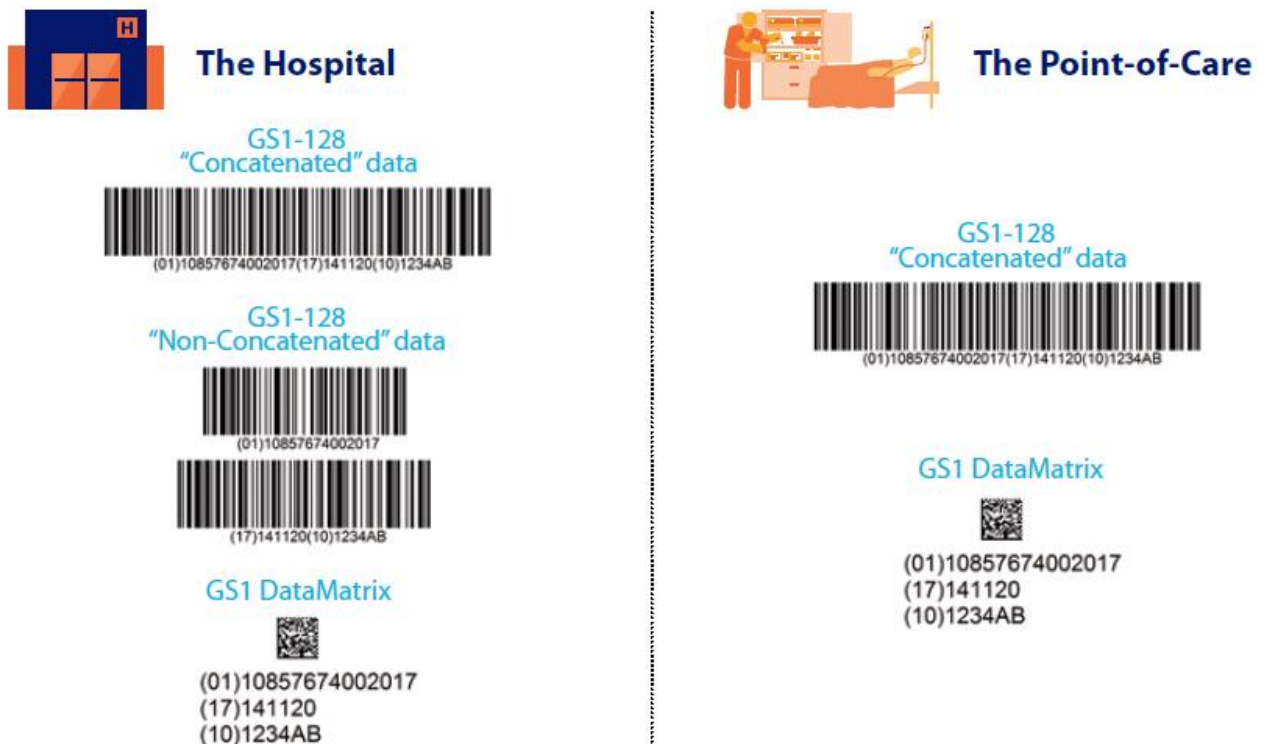 H
The Hospital
GS1-128
“Concatenated” data
(01)10857674002017(17)141120(10)1234AB
GS1-128
“Non-Concatenated” data
(01)10857674002017
(17)141120(10)1234AB
GS1 DataMatrix
(01)10857674002017
(17)141120
(10)1234AB
The Point-of-Care
GS1-128
“Concatenated” data
(01)10857674002017(17)141120(10)1234AB
GS1 DataMatrix
(01)10857674002017
(17)141120
(10)1234AB